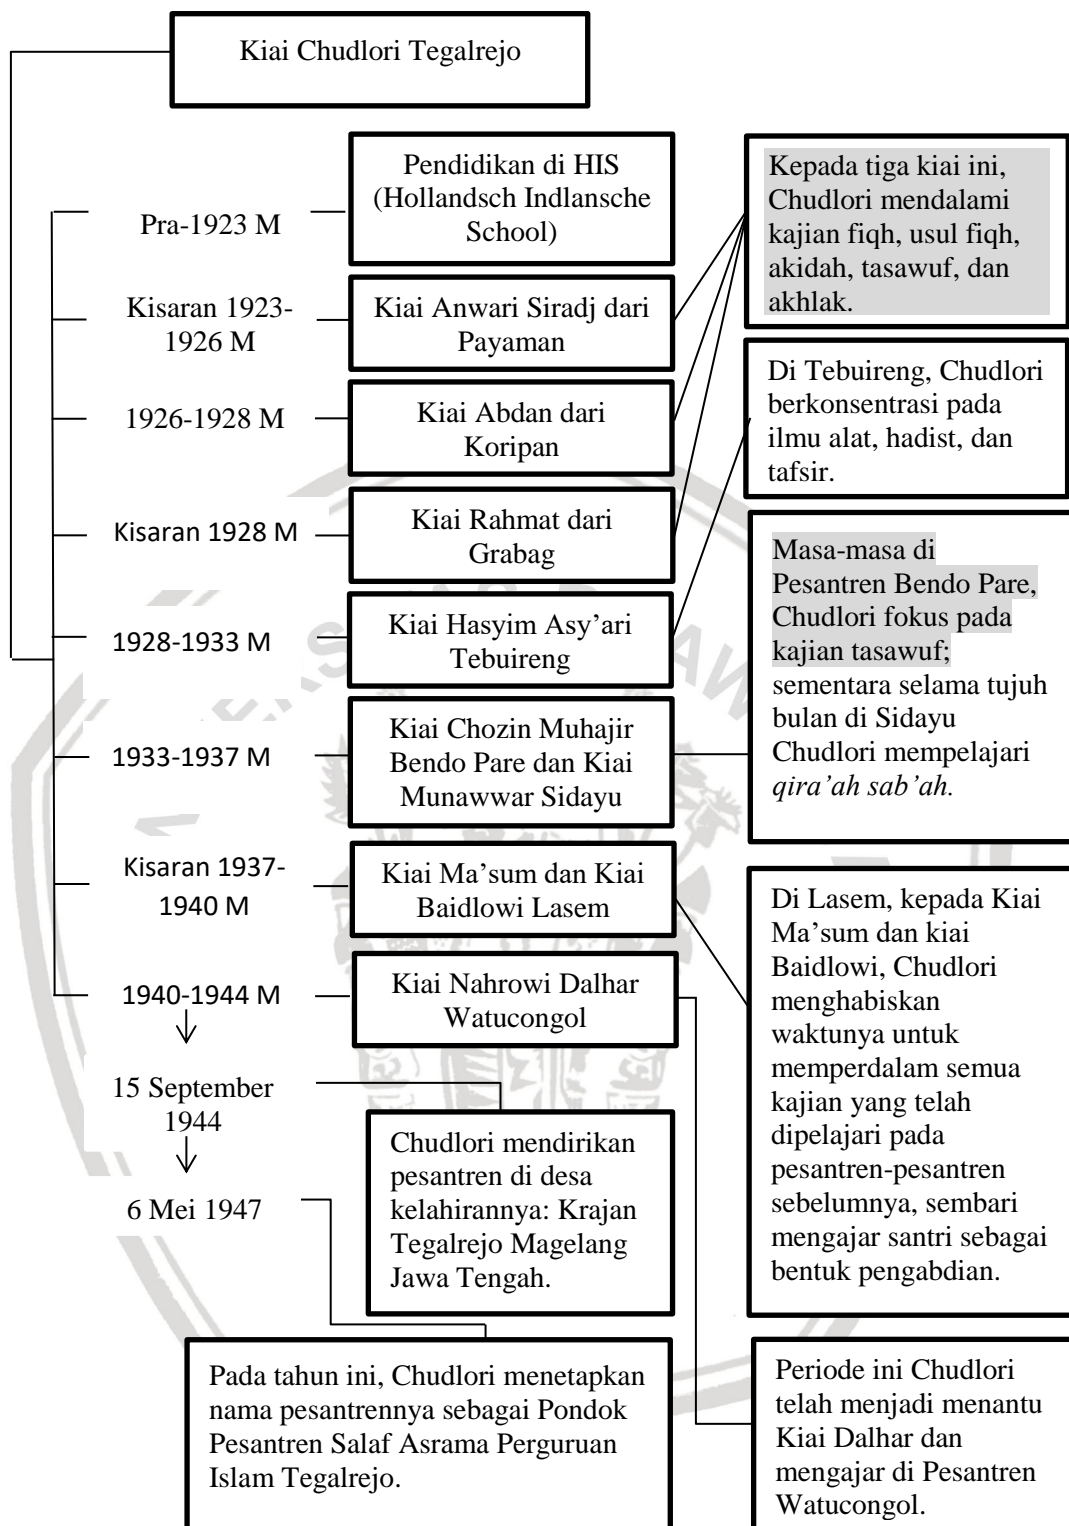 Kiai Chudlori Tegalrejo
Pra-1923 M
Pendidikan di HIS
(Hollandsch Indlansche
School)
Kisaran 1923-
1926 M
Kiai Anwari Siradj dari
Payaman
1926-1928 M
Kiai Abdan dari
Koripan
Kisaran 1928 M
Kiai Rahmat dari
Grabag
1928-1933 M
Kiai Hasyim Asy’ari
Tebuireng
1933-1937 M
Kiai Chozin Muhajir
Bendo Pare dan Kiai
Munawwar Sidayu
Kisaran 1937-
1940 M
Kiai Ma’sum dan Kiai
Baidlowi Lasem
1940-1944 M
Kiai Nahrowi Dalhar
Watucongol
Kepada tiga kiai ini,
Chudlori mendalami
kajian fiqh, usul fiqh,
akidah, tasawuf, dan
akhlak.
Di Tebuireng, Chudlori
berkonsentrasi pada
ilmu alat, hadist, dan
tafsir.
Masa-masa di
Pesantren Bendo Pare,
Chudlori fokus pada
kajian tasawuf;
sementara selama tujuh
bulan di Sidayu
Chudlori mempelajari
qira’ah sab’ah.
Di Lasem, kepada Kiai
Ma’sum dan kiai
Baidlowi, Chudlori
menghabiskan
waktunya untuk
memperdalam semua
kajian yang telah
dipelajari pada
pesantren-pesantren
sebelumnya, sembari
mengajar santri sebagai
bentuk pengabdian.
15 September
1944
Chudlori mendirikan
pesantren di desa
kelahirannya: Krajan
Tegalrejo Magelang
Jawa Tengah.
6 Mei 1947
Pada tahun ini, Chudlori menetapkan
nama pesantrennya sebagai Pondok
Pesantren Salaf Asrama Perguruan
Islam Tegalrejo.
Periode ini Chudlori
telah menjadi menantu
Kiai Dalhar dan
mengajar di Pesantren
Watucongol.